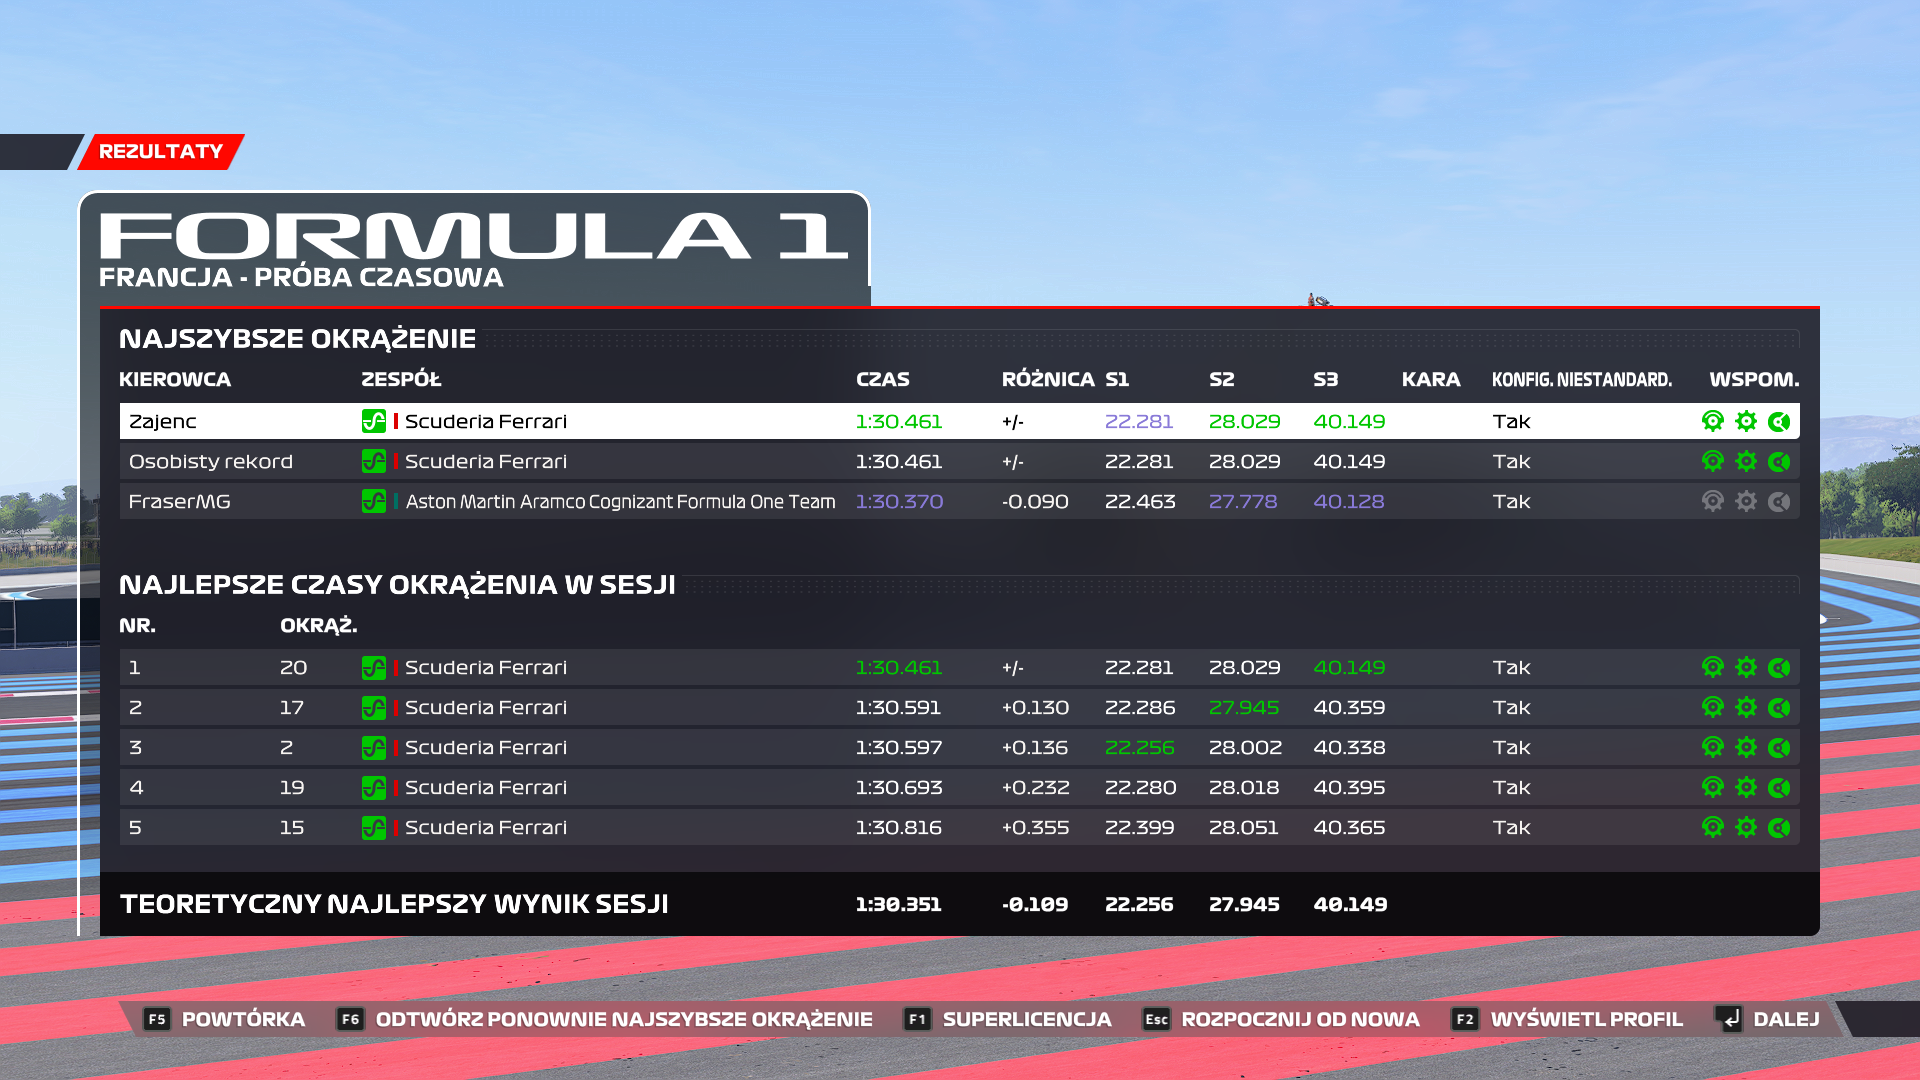 REZULTATY
FORMULA 1
FRANCJA - PRÓBA CZASOWA
NAJSZYBSZE OKRĄŻENIE
KIEROWCA ZESPÓŁ CZAS RÓŻNICA S1 S2 S3 KARA KONFIG. NIESTANDARD. WSPOM.
Zajenc Scuderia Ferrari 1:30.461 +/- 22.281 28.029 40.149 Tak
Osobisty rekord Scuderia Ferrari 1:30.461 +/- 22.281 28.029 40.149 Tak
FraserMG Aston Martin Aramco Cognizant Formula One Team 1:30.370 -0.090 22.463 27.778 40.128 Tak
NAJLEPSZE CZASY OKRĄŻENIA W SESJI
NR. OKRĄŻ.
1 20 Scuderia Ferrari 1:30.461 +/- 22.281 28.029 40.149 Tak
2 17 Scuderia Ferrari 1:30.591 +0.130 22.286 27.945 40.359 Tak
3 2 Scuderia Ferrari 1:30.597 +0.136 22.256 28.002 40.338 Tak
4 19 Scuderia Ferrari 1:30.693 +0.232 22.280 28.018 40.395 Tak
5 15 Scuderia Ferrari 1:30.816 +0.355 22.399 28.051 40.365 Tak
TEORETYCZNY NAJLEPSZY WYNIK SESJI 1:30.351 -0.109 22.256 27.945 40.149
F5 POWTÓRKA F6 ODTWÓRZ PONOWNIE NAJSZYBSZE OKRĄŻENIE F1 SUPERLICENCJA Esc ROZPOCZNIJ OD NOWA F2 WYŚWIETL PROFIL DALEJ